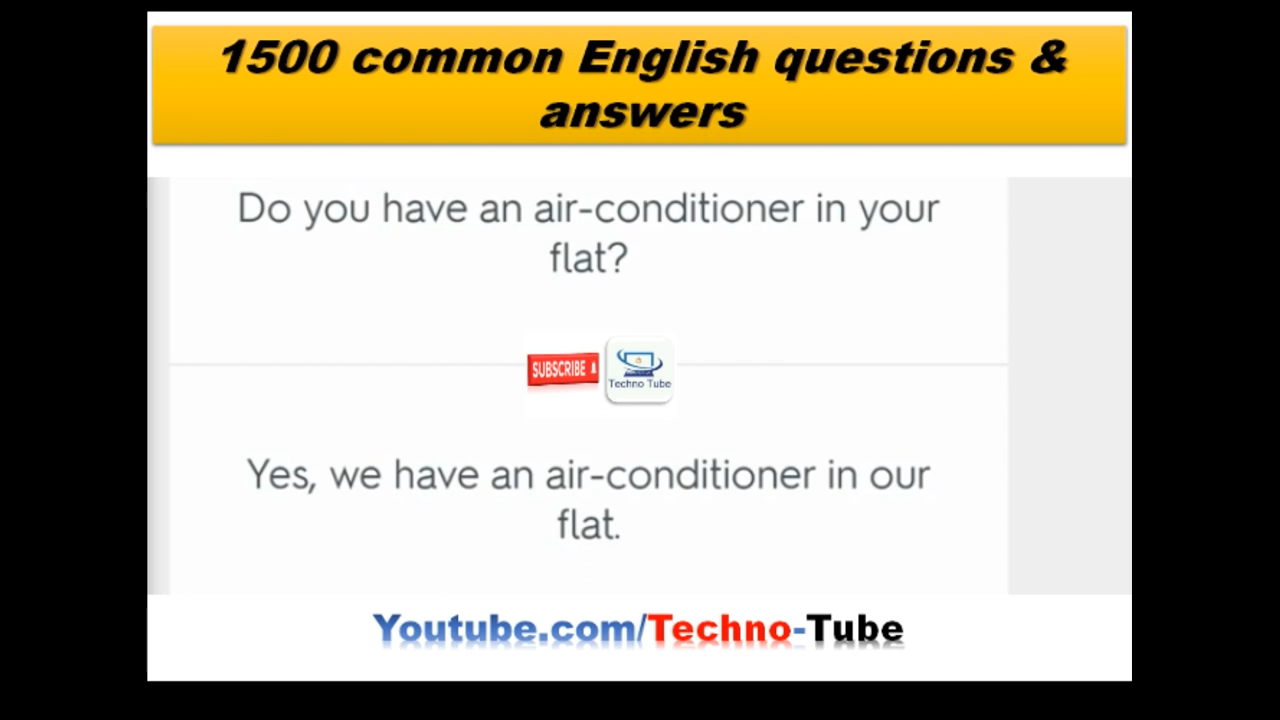 1500 common English questions &
answers
Do you have an air-conditioner in your
flat?
SUBSCRIBE
Techno Tube
Yes, we have an air-conditioner in our
flat.
Youtube.com/Techno-Tube